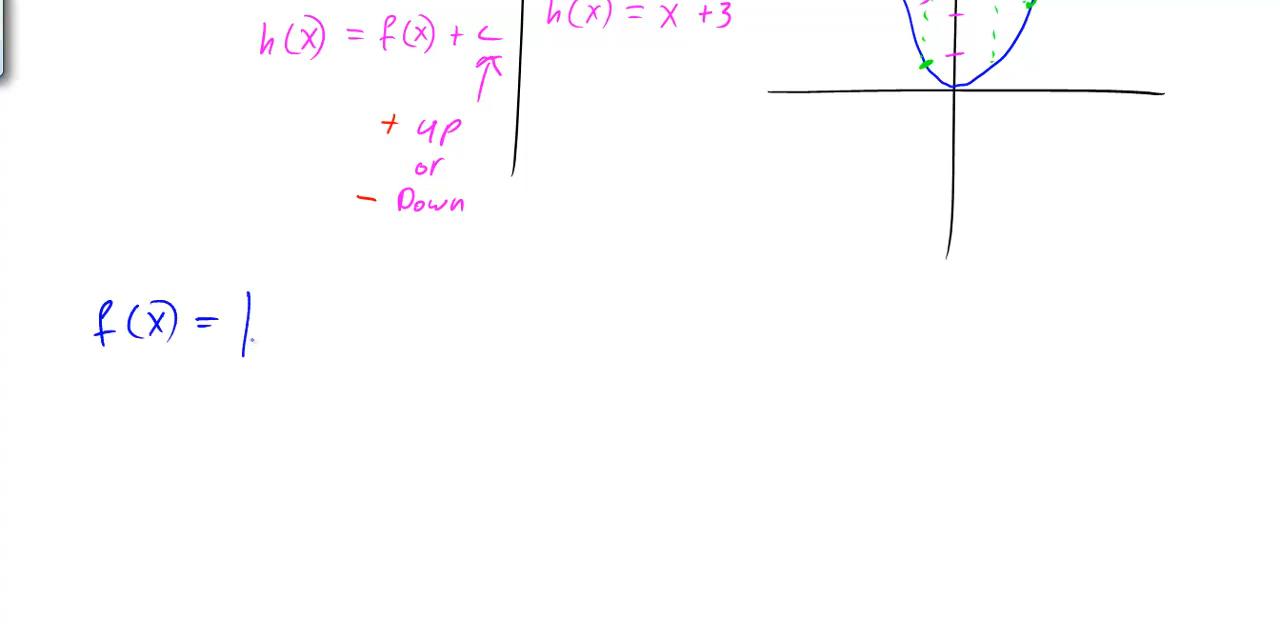 h(x) = f(x) + c
h(x) = x + 3
+ up
or
- Down
f(x) = |